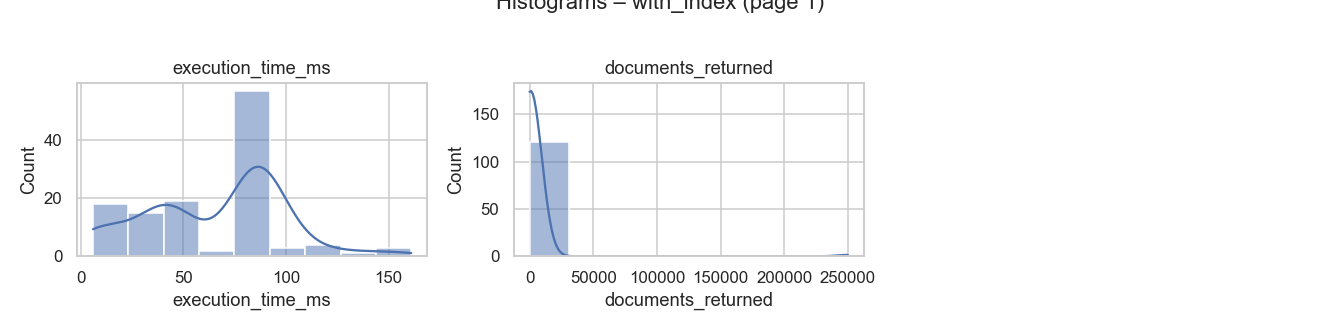 Histograms – with_index (page 1)
execution_time_ms
documents_returned
Count
40
20
0
0
50
100
150
execution_time_ms
Count
150
100
50
0
0
50000
100000
150000
200000
250000
documents_returned